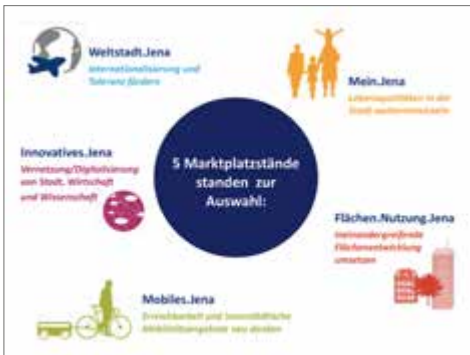 Weltstadt.Jena
Internationalisierung und
Toleranz fördern
Mein.Jena
Lebensqualitäten in der
Stadt weiterentwickeln
Innovatives.Jena
Vernetzung/Digitalisierung
von Stadt, Wirtschaft
und Wissenschaft
5 Marktplatzstände
standen zur
Auswahl:
Flächen.Nutzung.Jena
Ineinandergreifende
Flächenentwicklung
umsetzen
Mobiles.Jena
Erreichbarkeit und innerstädtische
Mobilitätsangebote neu denken